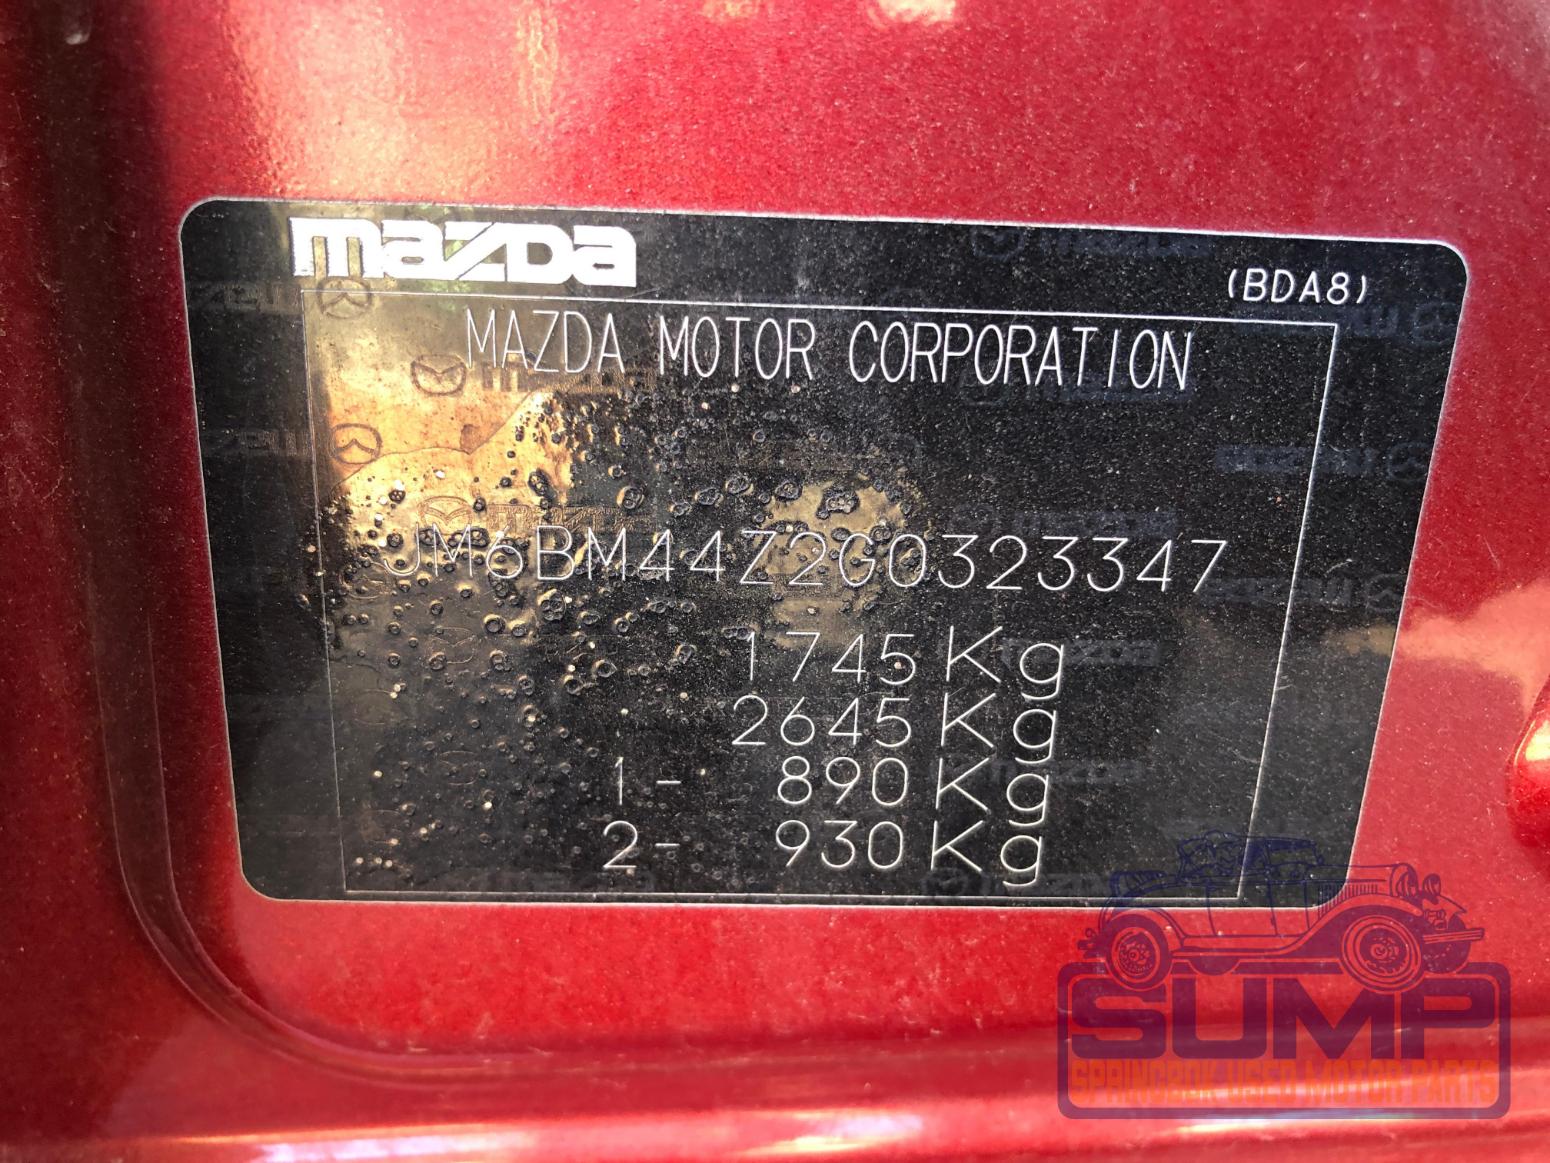 mazda
(BDA8)
MAZDA MOTOR CORPORATION
JM6BM44Z2G0323347
1745 Kg
2645 Kg
1- 890 Kg
2- 930 Kg
SUMP
SPRINGBOK USED MOTOR PARTS